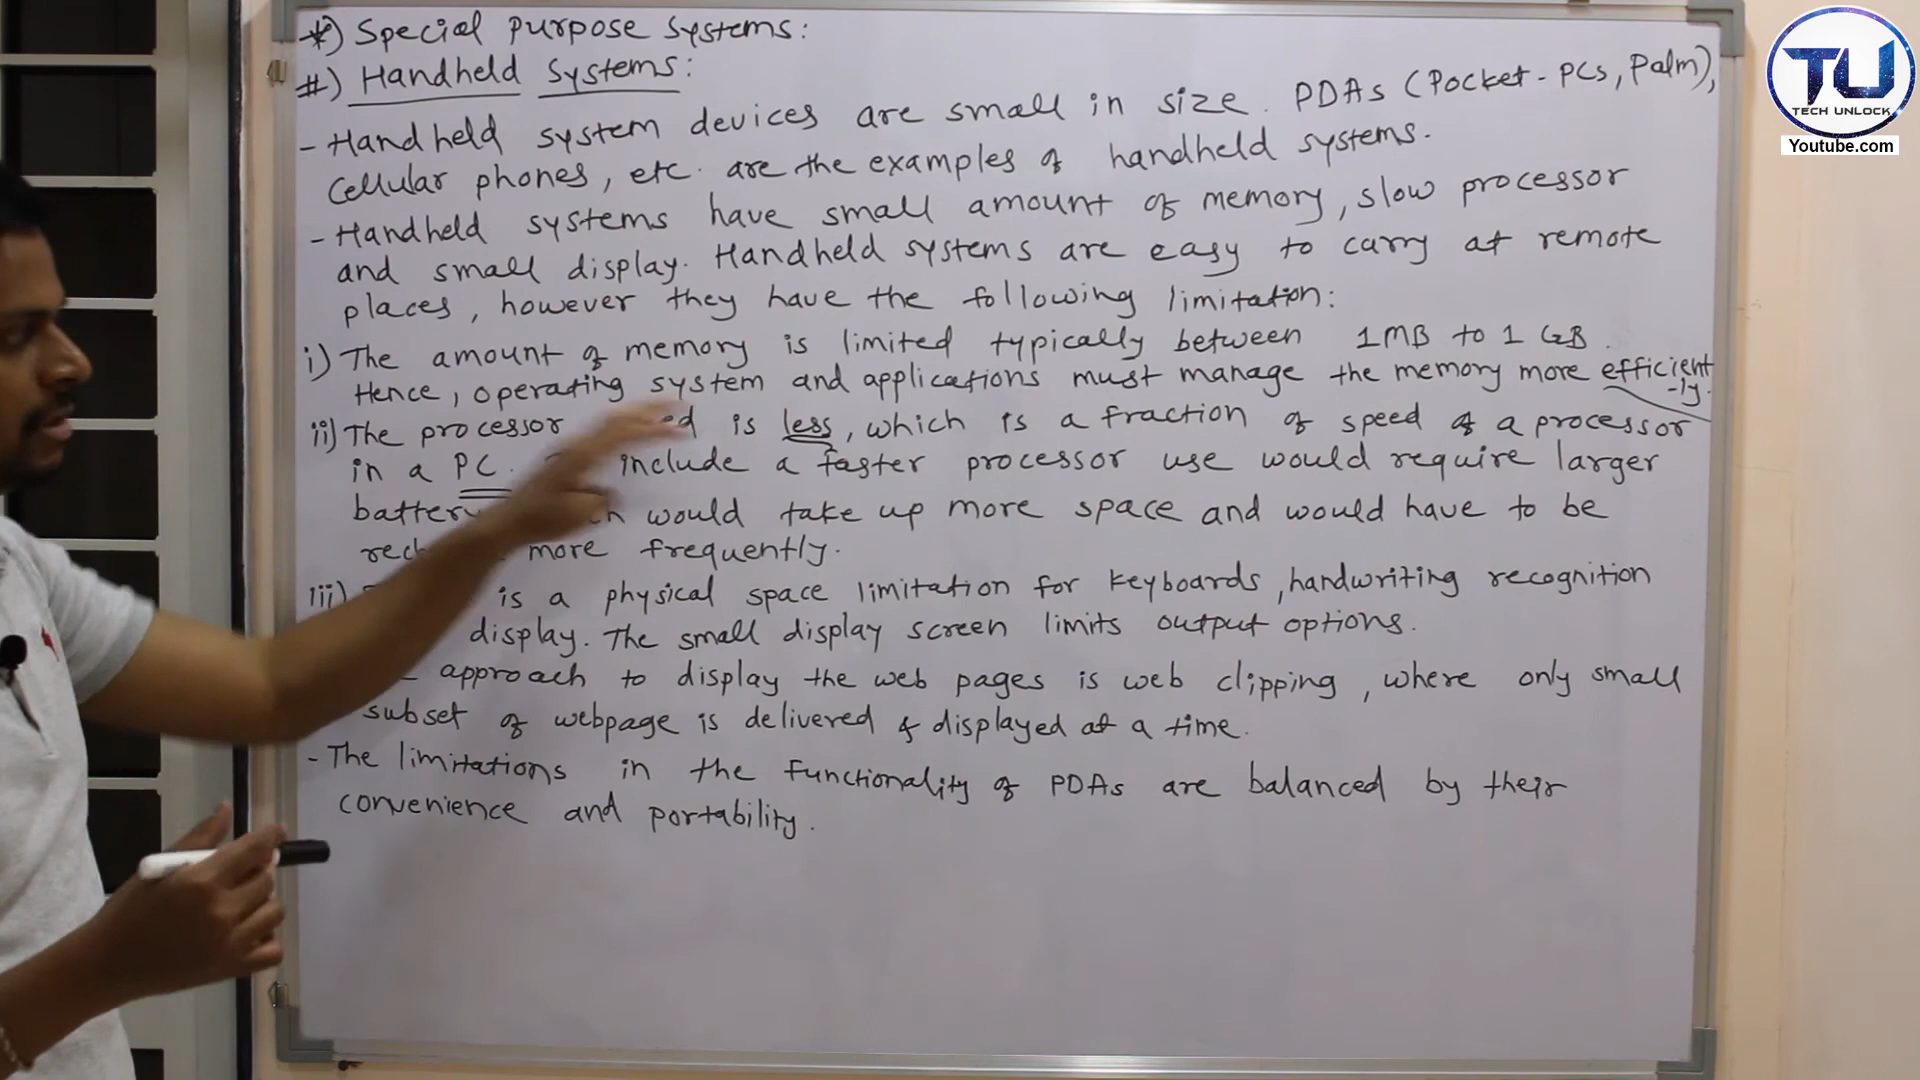 *) Special Purpose Systems:
#) Handheld Systems:
- Handheld system devices are small in size. PDAs (Pocket-PCs, Palm),
Cellular phones, etc. are the examples of handheld systems.
- Handheld systems have small amount of memory, slow processor
and small display. Handheld systems are easy to carry at remote
places, however they have the following limitation:
i) The amount of memory is limited typically between 1MB to 1GB.
Hence, operating system and applications must manage the memory more efficient
-ly.
ii) The processor is less, which is a fraction of speed of a processor
in a PC. include a faster processor use would require larger
battery would take up more space and would have to be
more frequently.
iii) is a physical space limitation for keyboards, handwriting recognition
display. The small display screen limits output options.
approach to display the web pages is web clipping, where only small
subset of webpage is delivered & displayed at a time.
- The limitations in the functionality of PDAs are balanced by their
convenience and portability.
TU
TECH UNLOCK
Youtube.com